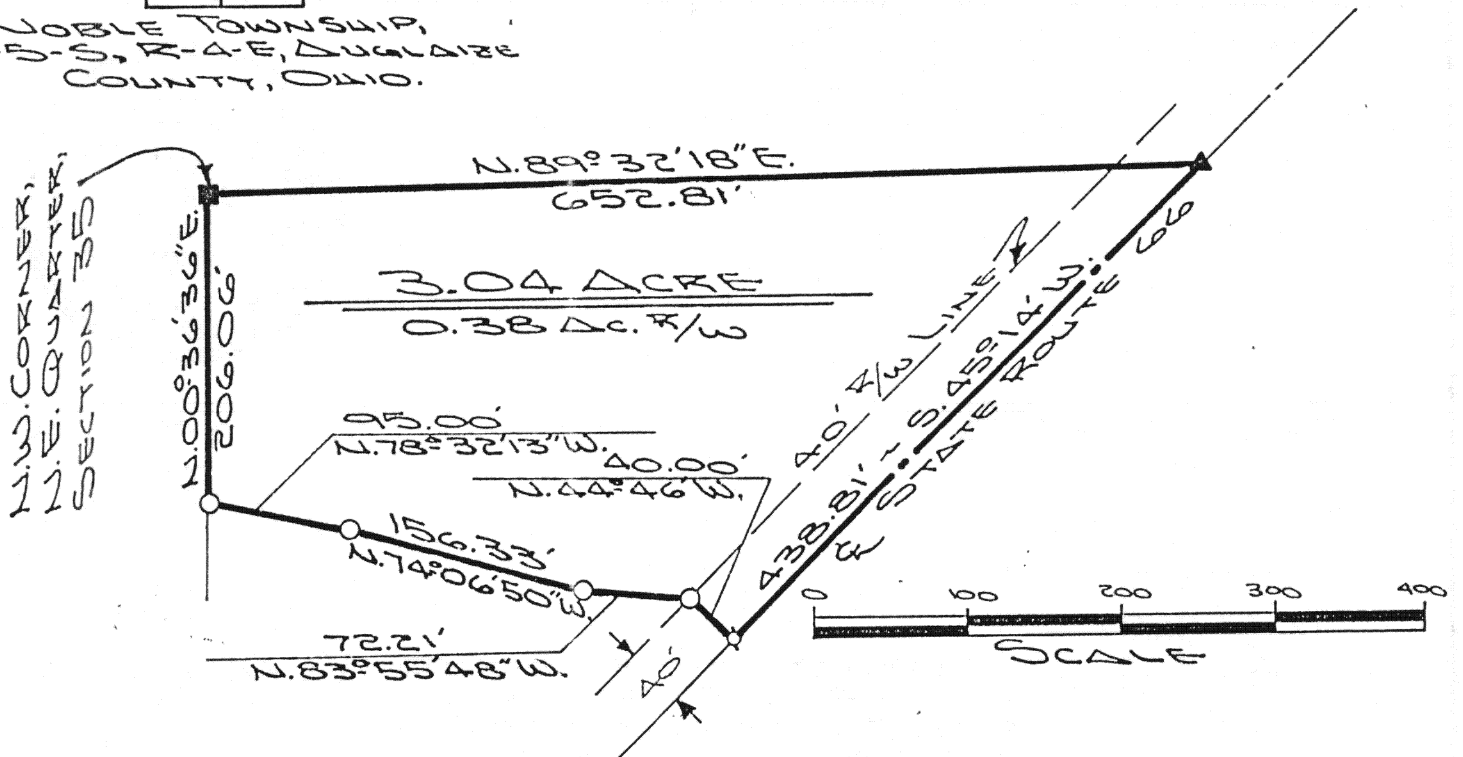 NOBLE TOWNSHIP,
5-S, R-4-E, AUGLAIZE
COUNTY, OHIO.
N.W. CORNER,
N.E. QUARTER,
SECTION 35
N.89°32'18"E.
652.81'
N.00°36'36"E.
206.06'
3.04 ACRE
0.38 AC. R/W
40' R/W LINE
438.81' ~ S.45°14' W.
℄ STATE ROUTE 66
95.00'
N.78°32'13"W.
40.00'
N.44°46'W.
156.33'
N.74°06'50"W.
72.21'
N.83°55'48"W.
40'
0 100 200 300 400
SCALE